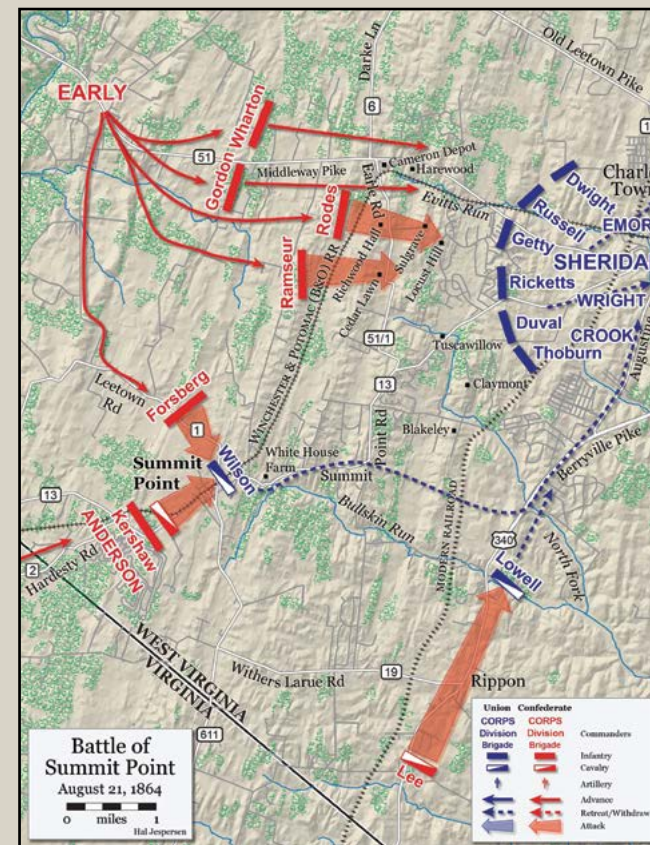 Old Leetown Pike
Darke Ln
EARLY
6
1
51
Wharton
Gordon
Middleway Pike
Cameron Depot
Harewood
Charle
Town
Dwight
Russell
EMOR
Evitts Run
Earle Rd
Rodes
Getty
SHERIDA
Ramseur
Richwood Hall
Sulgrave
Locust Hill
Cedar Lawn
Ricketts
WRIGHT
WINCHESTER & POTOMAC (B&O) RR
51/1
Duval
CROOK
Thoburn
Augustine
Tuscawillow
Leetown
Rd
Forsberg
13
Claymont
1
Blakeley
Berryville Pike
Summit
Point
Wilson
White House
Farm
Summit
Point Rd
13
Kershaw
ANDERSON
Bullskin Run
MODERN RAILROAD
340
North Fork
Lowell
2
Hardesty Rd
WEST VIRGINIA
VIRGINIA
Withers Larue Rd
19
Rippon
611
Lee
Battle of
Summit Point
August 21, 1864
0 miles 1
Hal Jespersen
Union Confederate
CORPS CORPS
Division Division Commanders
Brigade Brigade
Infantry
Cavalry
Artillery
Advance
Retreat/Withdraw
Attack